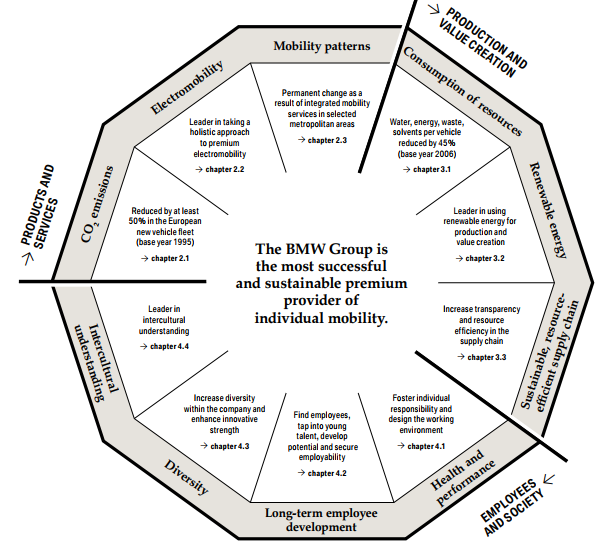 → PRODUCTION AND
VALUE CREATION
Mobility patterns
Consumption of resources
Electromobility
Permanent change as a
result of integrated mobility
services in selected
metropolitan areas
→ chapter 2.3
Leader in taking a
holistic approach
to premium
electromobility
→ chapter 2.2
Water, energy, waste,
solvents per vehicle
reduced by 45%
(base year 2006)
→ chapter 3.1
→ PRODUCTS AND
SERVICES
CO2 emissions
Reduced by at least
50% in the European
new vehicle fleet
(base year 1995)
→ chapter 2.1
Leader in using
renewable energy for
production and
value creation
→ chapter 3.2
Renewable energy
The BMW Group is
the most successful
and sustainable premium
provider of
individual mobility.
Leader in
intercultural
understanding
→ chapter 4.4
Intercultural
understanding
Increase transparency
and resource
efficiency in the
supply chain
→ chapter 3.3
Sustainable, resource-
efficient supply chain
Increase diversity
within the company and
enhance innovative
strength
→ chapter 4.3
Find employees,
tap into young
talent, develop
potential and secure
employability
→ chapter 4.2
Foster individual
responsibility and
design the working
environment
→ chapter 4.1
Diversity
Long-term employee
development
Health and
performance
EMPLOYEES ←
AND SOCIETY